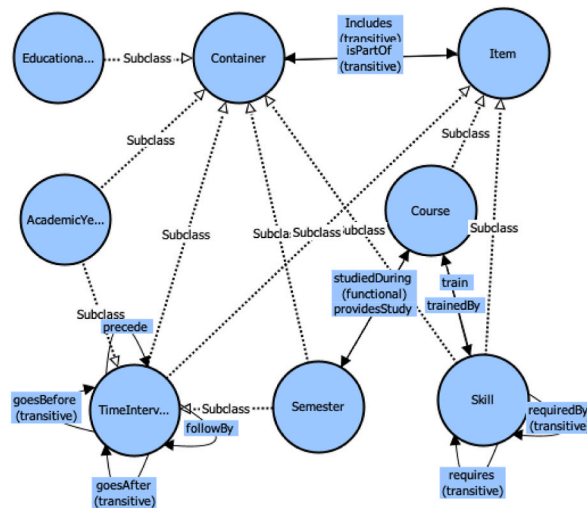 Includes
(transitive)
isPartOf
(transitive)
Educationa...
Subclass
Container
Item
Subclass
Subclass
AcademicYe...
Course
Subclass
Subclass
Subclass
Subclass
studiedDuring
(functional)
providesStudy
train
trainedBy
Subclass
precede
goesBefore
(transitive)
TimeInterv...
Subclass
followBy
Semester
Skill
requiredBy
(transitive)
goesAfter
(transitive)
requires
(transitive)